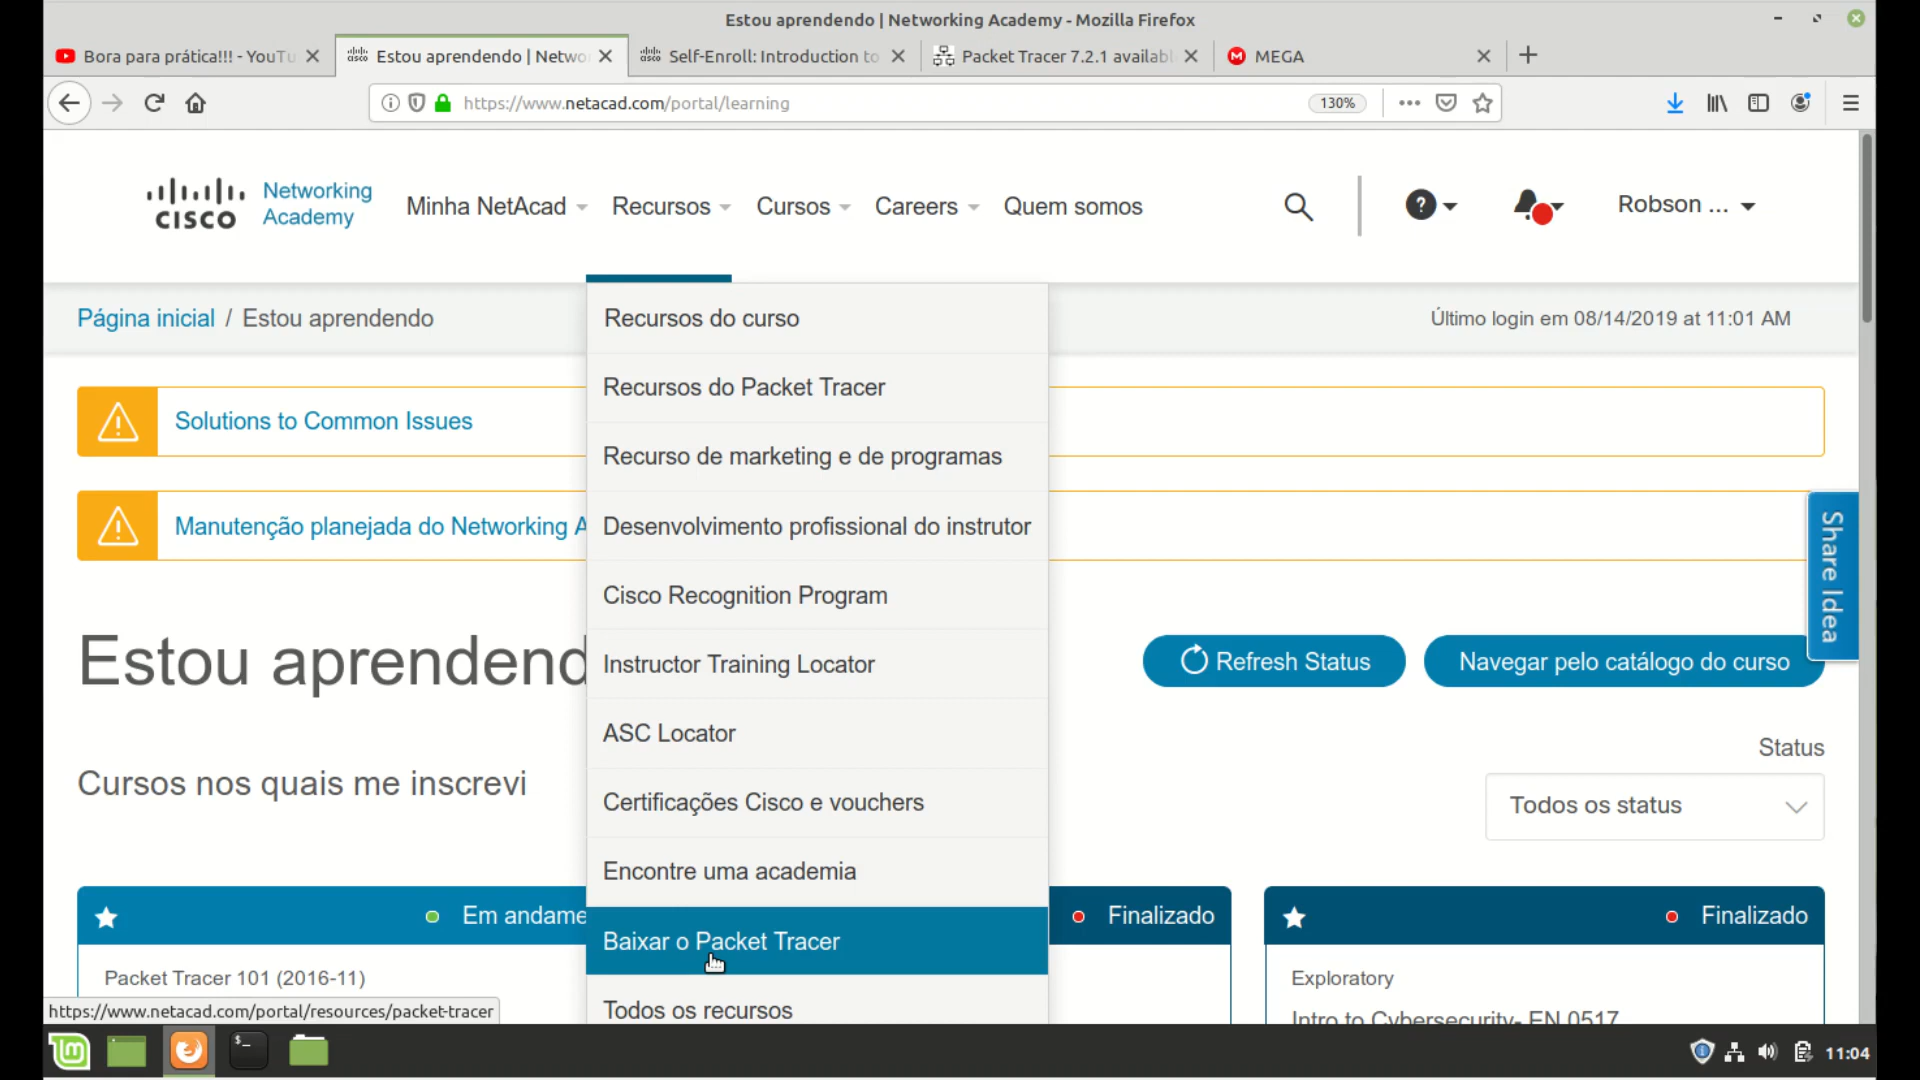 Estou aprendendo | Networking Academy - Mozilla Firefox
Bora para prática!!! - YouTu
Estou aprendendo | Netwo
Self-Enroll: Introduction to
Packet Tracer 7.2.1 availabl
MEGA
https://www.netacad.com/portal/learning
130%
CISCO
Networking
Academy
Minha NetAcad
Recursos
Cursos
Careers
Quem somos
Robson ...
Página inicial / Estou aprendendo
Último login em 08/14/2019 at 11:01 AM
Recursos do curso
Recursos do Packet Tracer
Recurso de marketing e de programas
Desenvolvimento profissional do instrutor
Cisco Recognition Program
Instructor Training Locator
ASC Locator
Certificações Cisco e vouchers
Encontre uma academia
Baixar o Packet Tracer
Todos os recursos
Solutions to Common Issues
Manutenção planejada do Networking A
Share Idea
Estou aprendend
Refresh Status
Navegar pelo catálogo do curso
Status
Cursos nos quais me inscrevi
Todos os status
Em andame
Finalizado
Finalizado
Packet Tracer 101 (2016-11)
Exploratory
Intro to Cybersecurity- EN 0517
https://www.netacad.com/portal/resources/packet-tracer
11:04